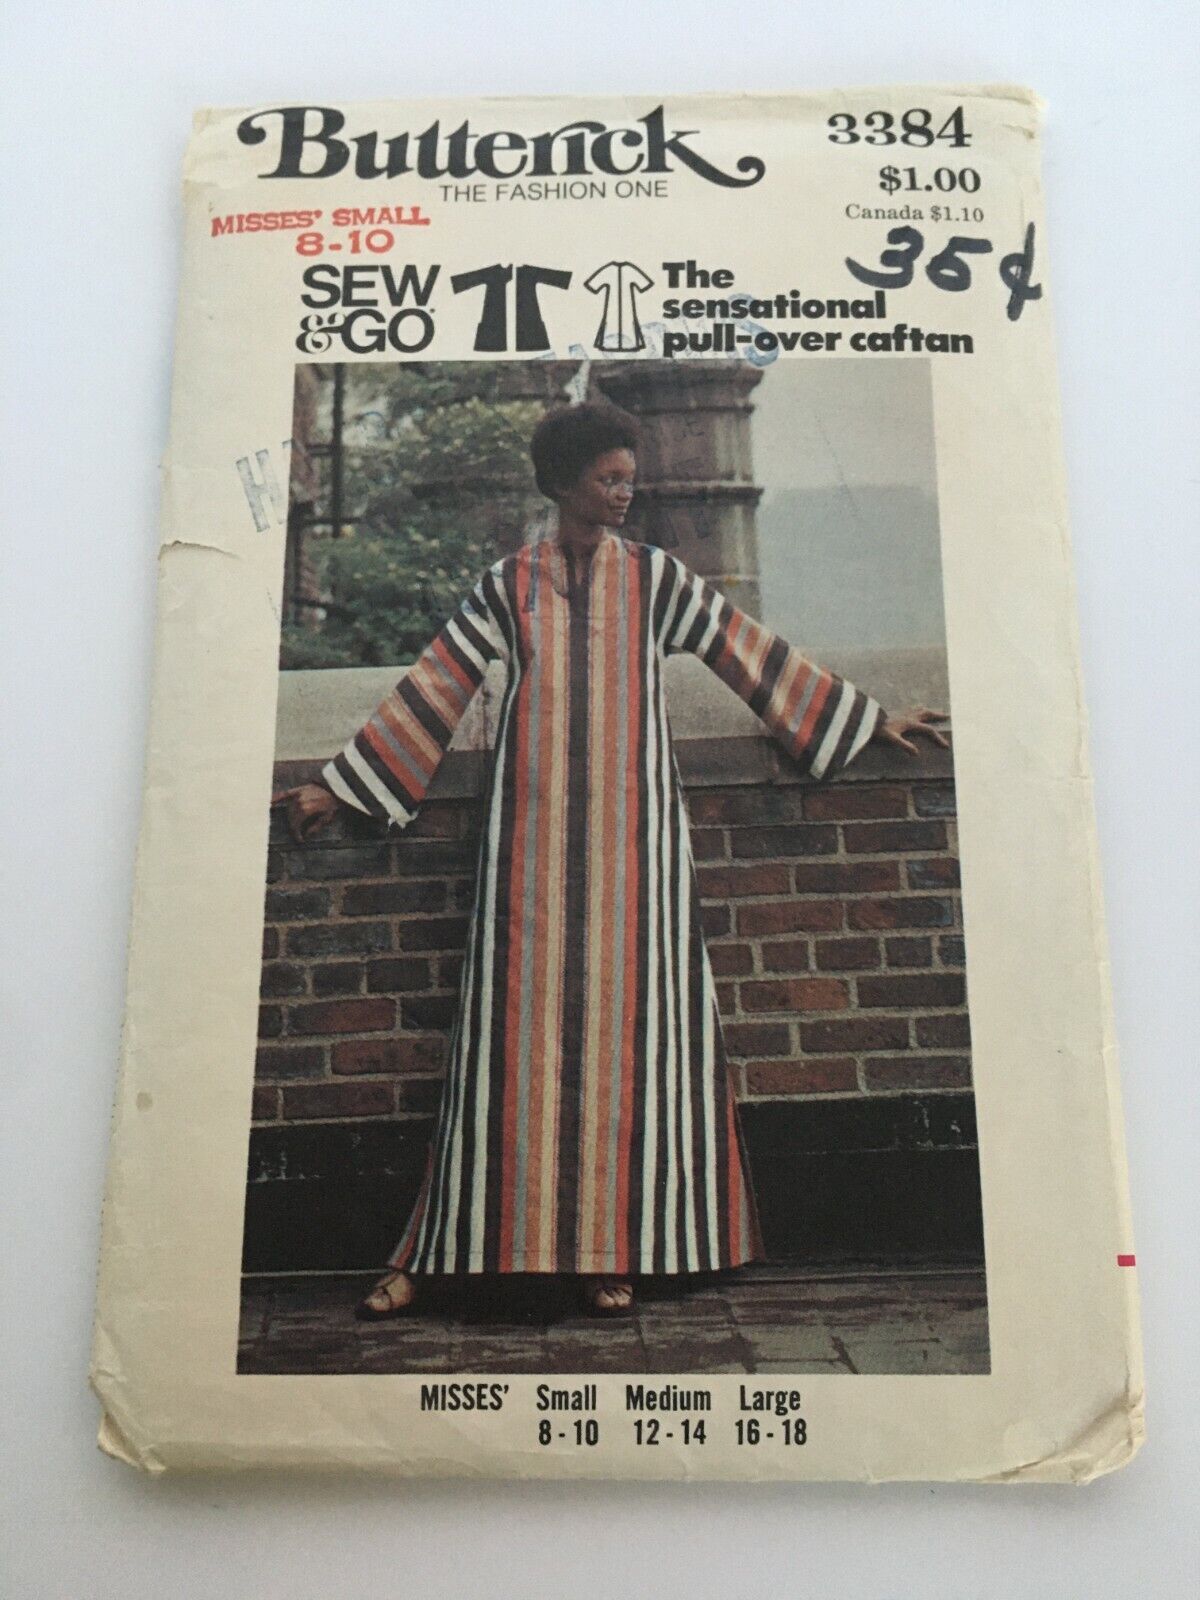 Butterick
THE FASHION ONE
3384
$1.00
Canada $1.10
35¢
MISSES' SMALL
8-10
SEW
&GO
The
sensational
pull-over caftan
MISSES' Small Medium Large
8-10 12-14 16-18